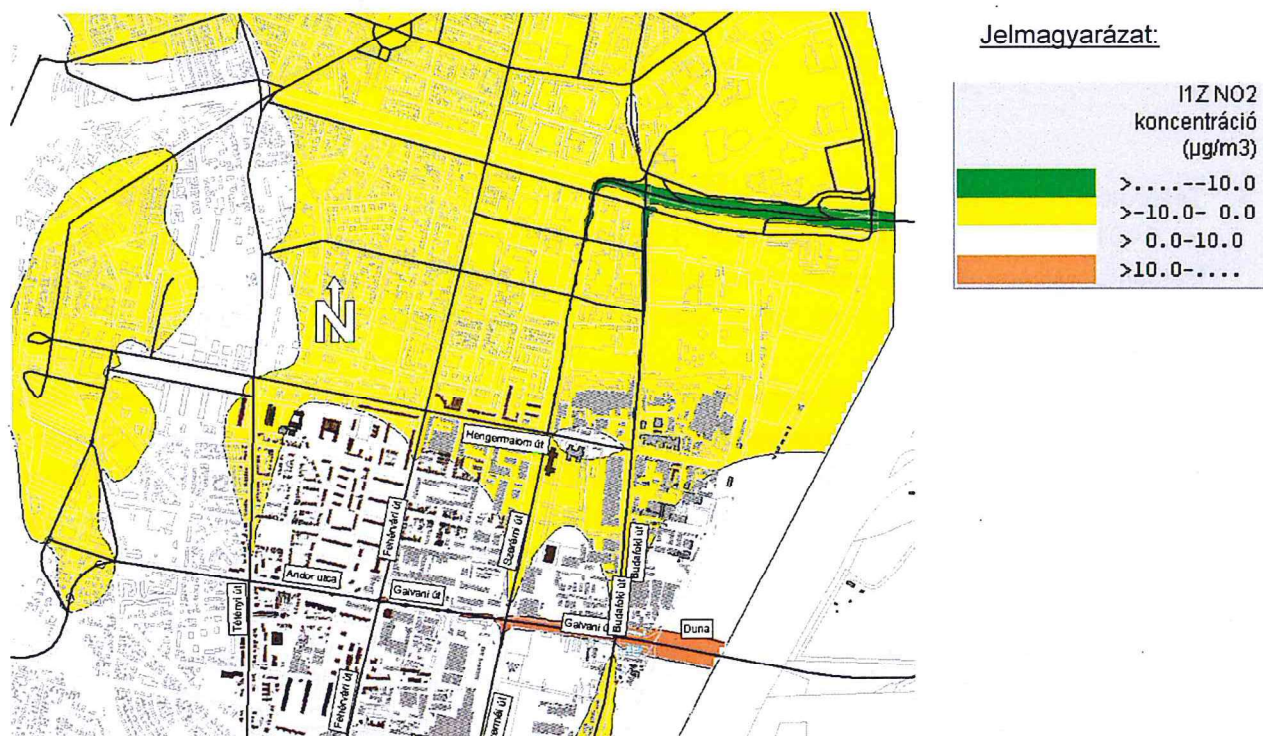 Jelmagyarázat:
I1Z NO2
koncentráció
(µg/m3)
>....--10.0
>-10.0- 0.0
> 0.0-10.0
>10.0-....
N
Hengermalom út
Fehérvári út
Szerémi út
Budafoki út
Andor utca
Galvani út
Budafoki út
Tétényi út
Galvani ú
Duna
Fehérvári út
zerémi út